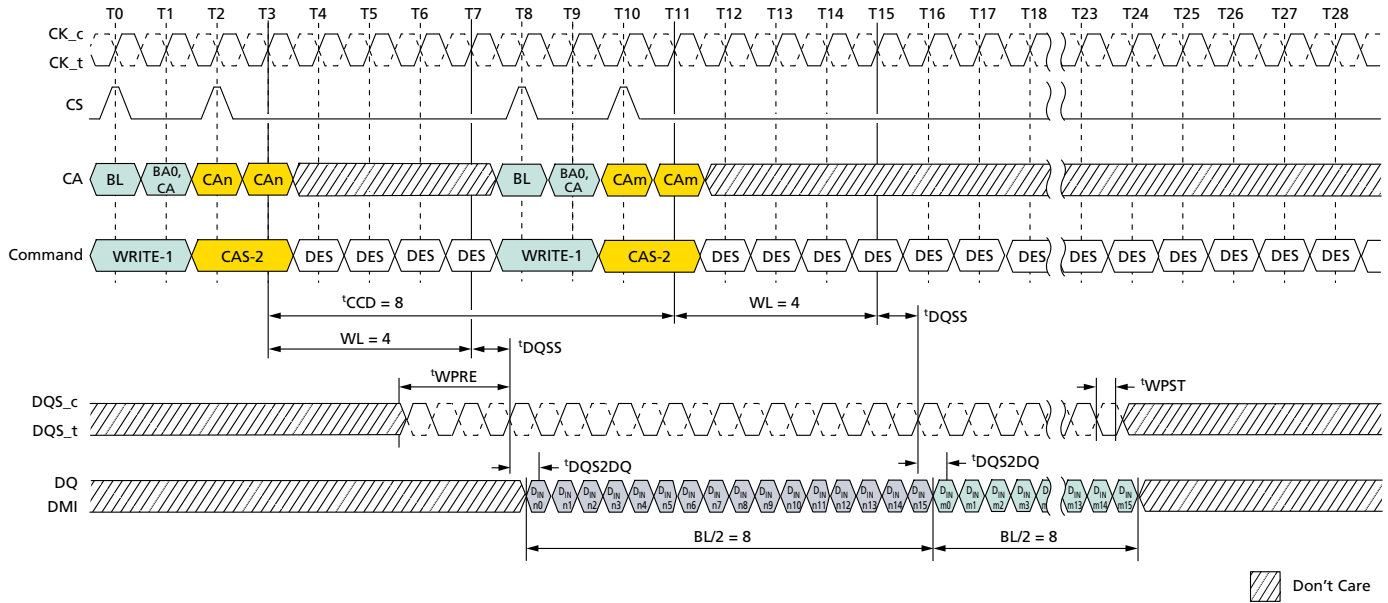 T0 T1 T2 T3 T4 T5 T6 T7 T8 T9 T10 T11 T12 T13 T14 T15 T16 T17 T18 T23 T24 T25 T26 T27 T28
CK_c
CK_t
CS
CA BL BA0, CA CAn CAn BL BA0, CA CAm CAm
Command WRITE-1 CAS-2 DES DES DES DES WRITE-1 CAS-2 DES DES DES DES DES DES DES DES DES DES DES DES DES
tCCD = 8 WL = 4 tDQSS
WL = 4 tDQSS
tWPRE tWPST
DQS_c
DQS_t
tDQS2DQ tDQS2DQ
DQ
DMI
DIN n0 DIN n1 DIN n2 DIN n3 DIN n4 DIN n5 DIN n6 DIN n7 DIN n8 DIN n9 DIN n10 DIN n11 DIN n12 DIN n13 DIN n14 DIN n15 DIN m0 DIN m1 DIN m2 DIN m3 DIN m13 DIN m14 DIN m15
BL/2 = 8 BL/2 = 8
Don't Care